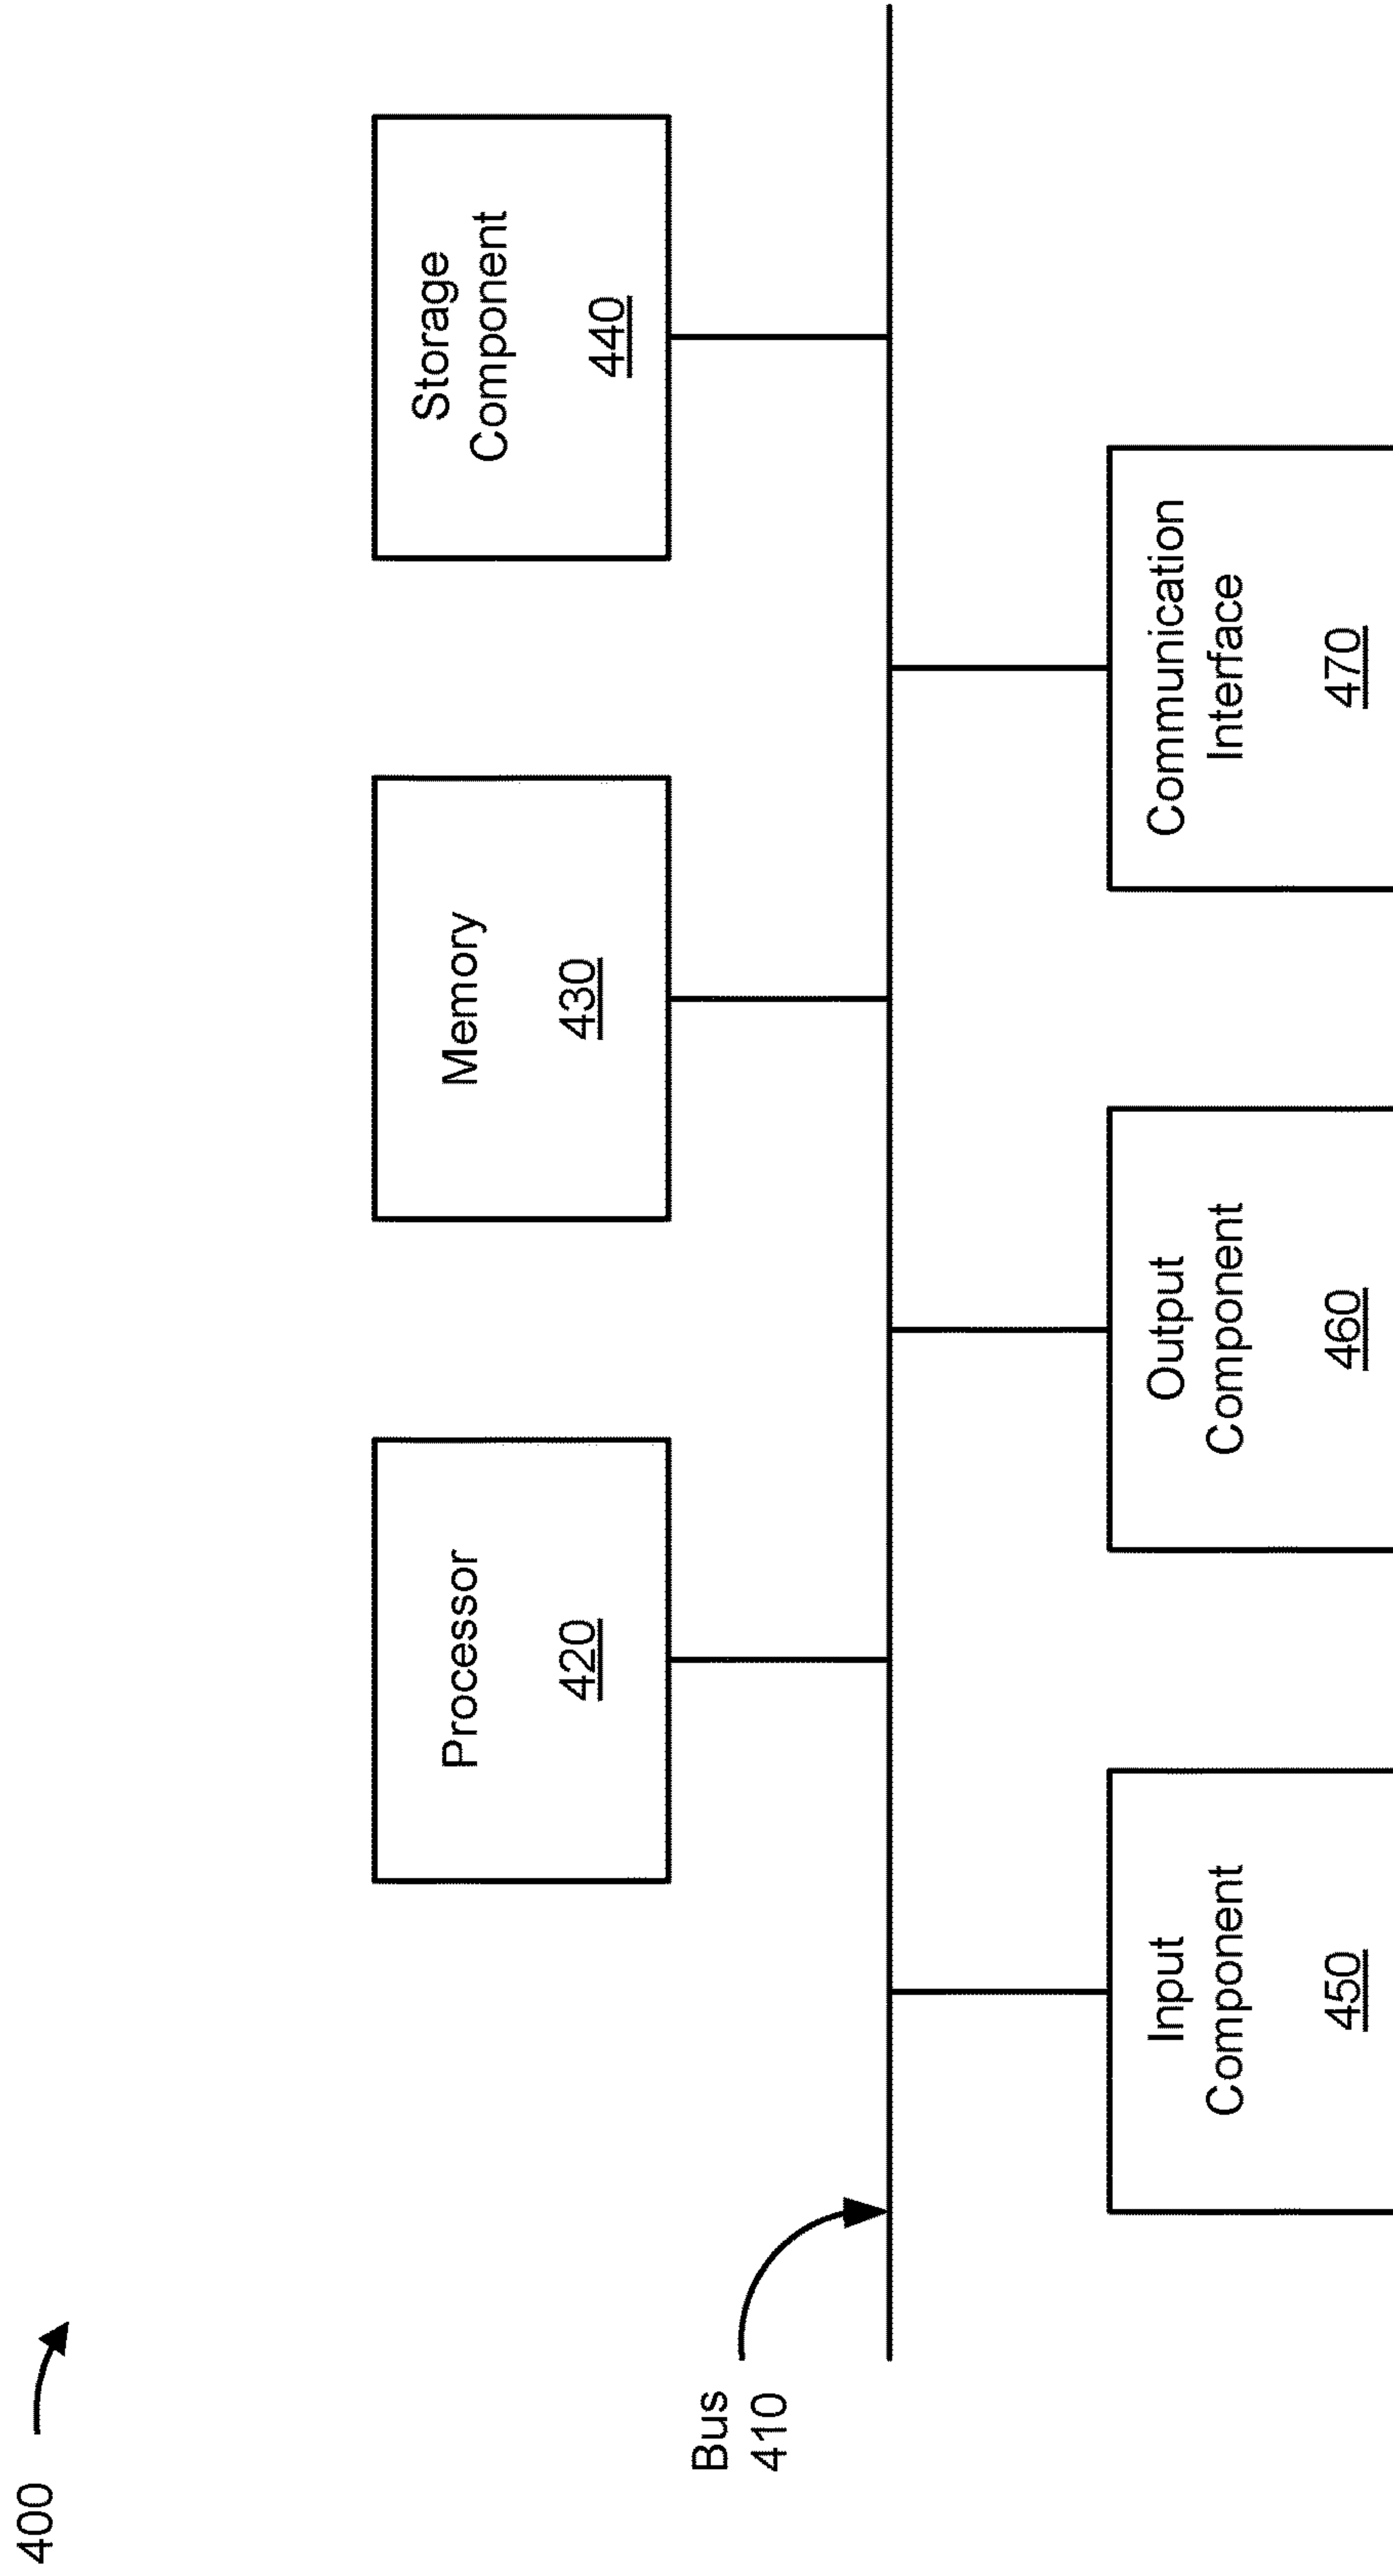 400
Processor
420
Memory
430
Storage
Component
440
Bus
410
Input
Component
450
Output
Component
460
Communication
Interface
470